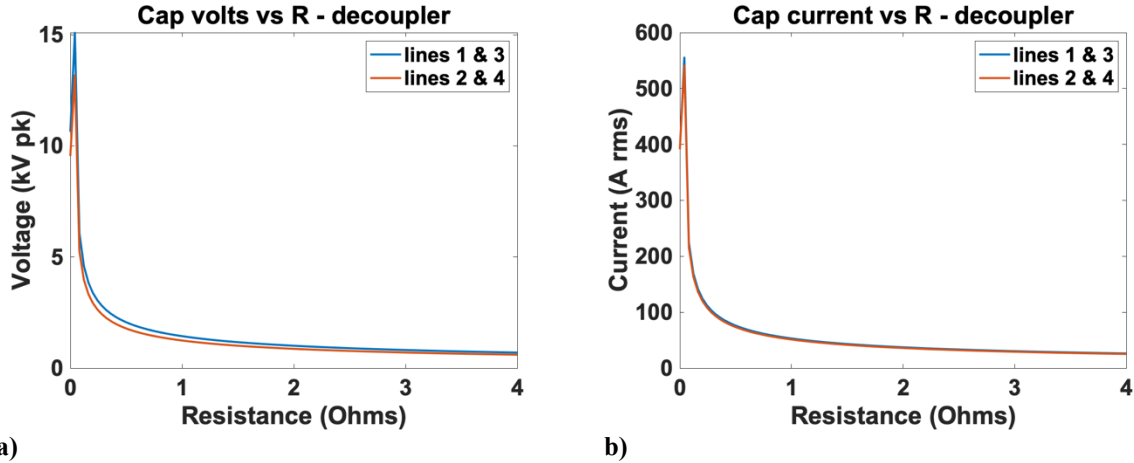 Cap volts vs R - decoupler
15
10
5
0
0 1 2 3 4
Voltage (kV pk)
Resistance (Ohms)
lines 1 & 3
lines 2 & 4
a)
Cap current vs R - decoupler
600
500
400
300
200
100
0
0 1 2 3 4
Current (A rms)
Resistance (Ohms)
lines 1 & 3
lines 2 & 4
b)